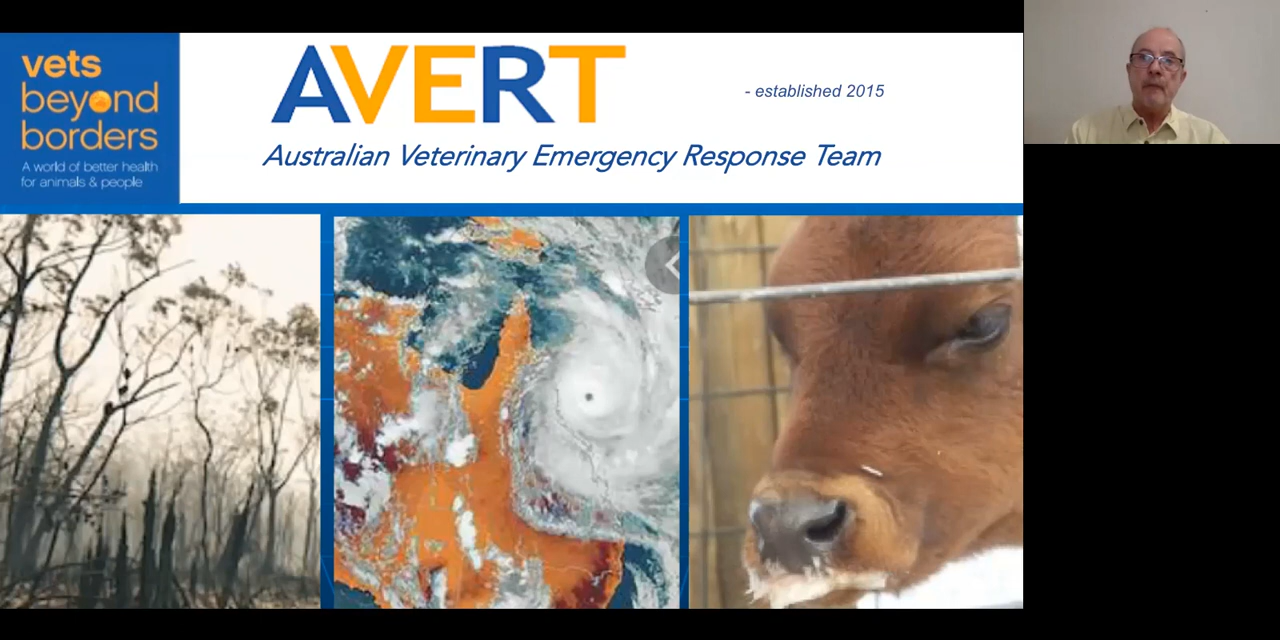 vets
beyond
borders
A world of better health
for animals & people
AVERT
- established 2015
Australian Veterinary Emergency Response Team